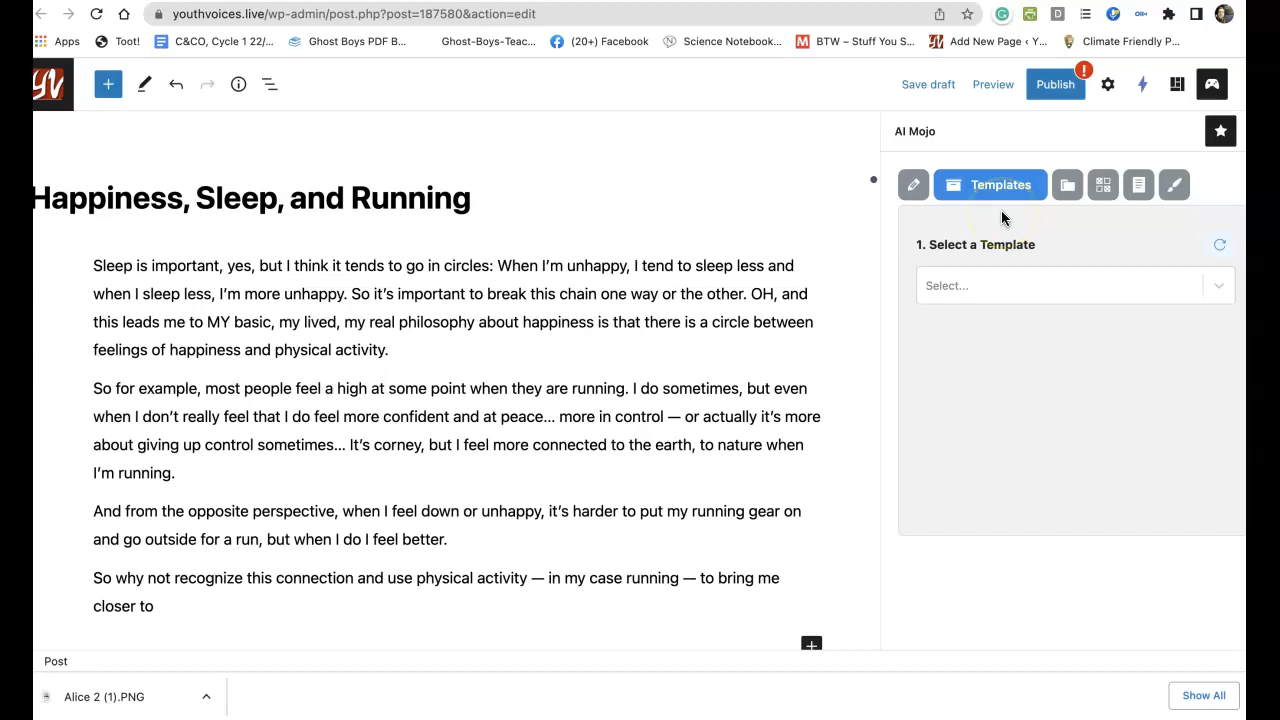 youthvoices.live/wp-admin/post.php?post=187580&action=edit
Apps Toot! C&CO, Cycle 1 22/... Ghost Boys PDF B... Ghost-Boys-Teac... (20+) Facebook Science Notebook... BTW – Stuff You S... Add New Page ‹ Y... Climate Friendly P...
YV Save draft Preview Publish !
AI Mojo
Templates
Happiness, Sleep, and Running
1. Select a Template
Select...
Sleep is important, yes, but I think it tends to go in circles: When I'm unhappy, I tend to sleep less and
when I sleep less, I'm more unhappy. So it's important to break this chain one way or the other. OH, and
this leads me to MY basic, my lived, my real philosophy about happiness is that there is a circle between
feelings of happiness and physical activity.
So for example, most people feel a high at some point when they are running. I do sometimes, but even
when I don't really feel that I do feel more confident and at peace... more in control — or actually it's more
about giving up control sometimes... It's corney, but I feel more connected to the earth, to nature when
I'm running.
And from the opposite perspective, when I feel down or unhappy, it's harder to put my running gear on
and go outside for a run, but when I do I feel better.
So why not recognize this connection and use physical activity — in my case running — to bring me
closer to
Post
Alice 2 (1).PNG
Show All